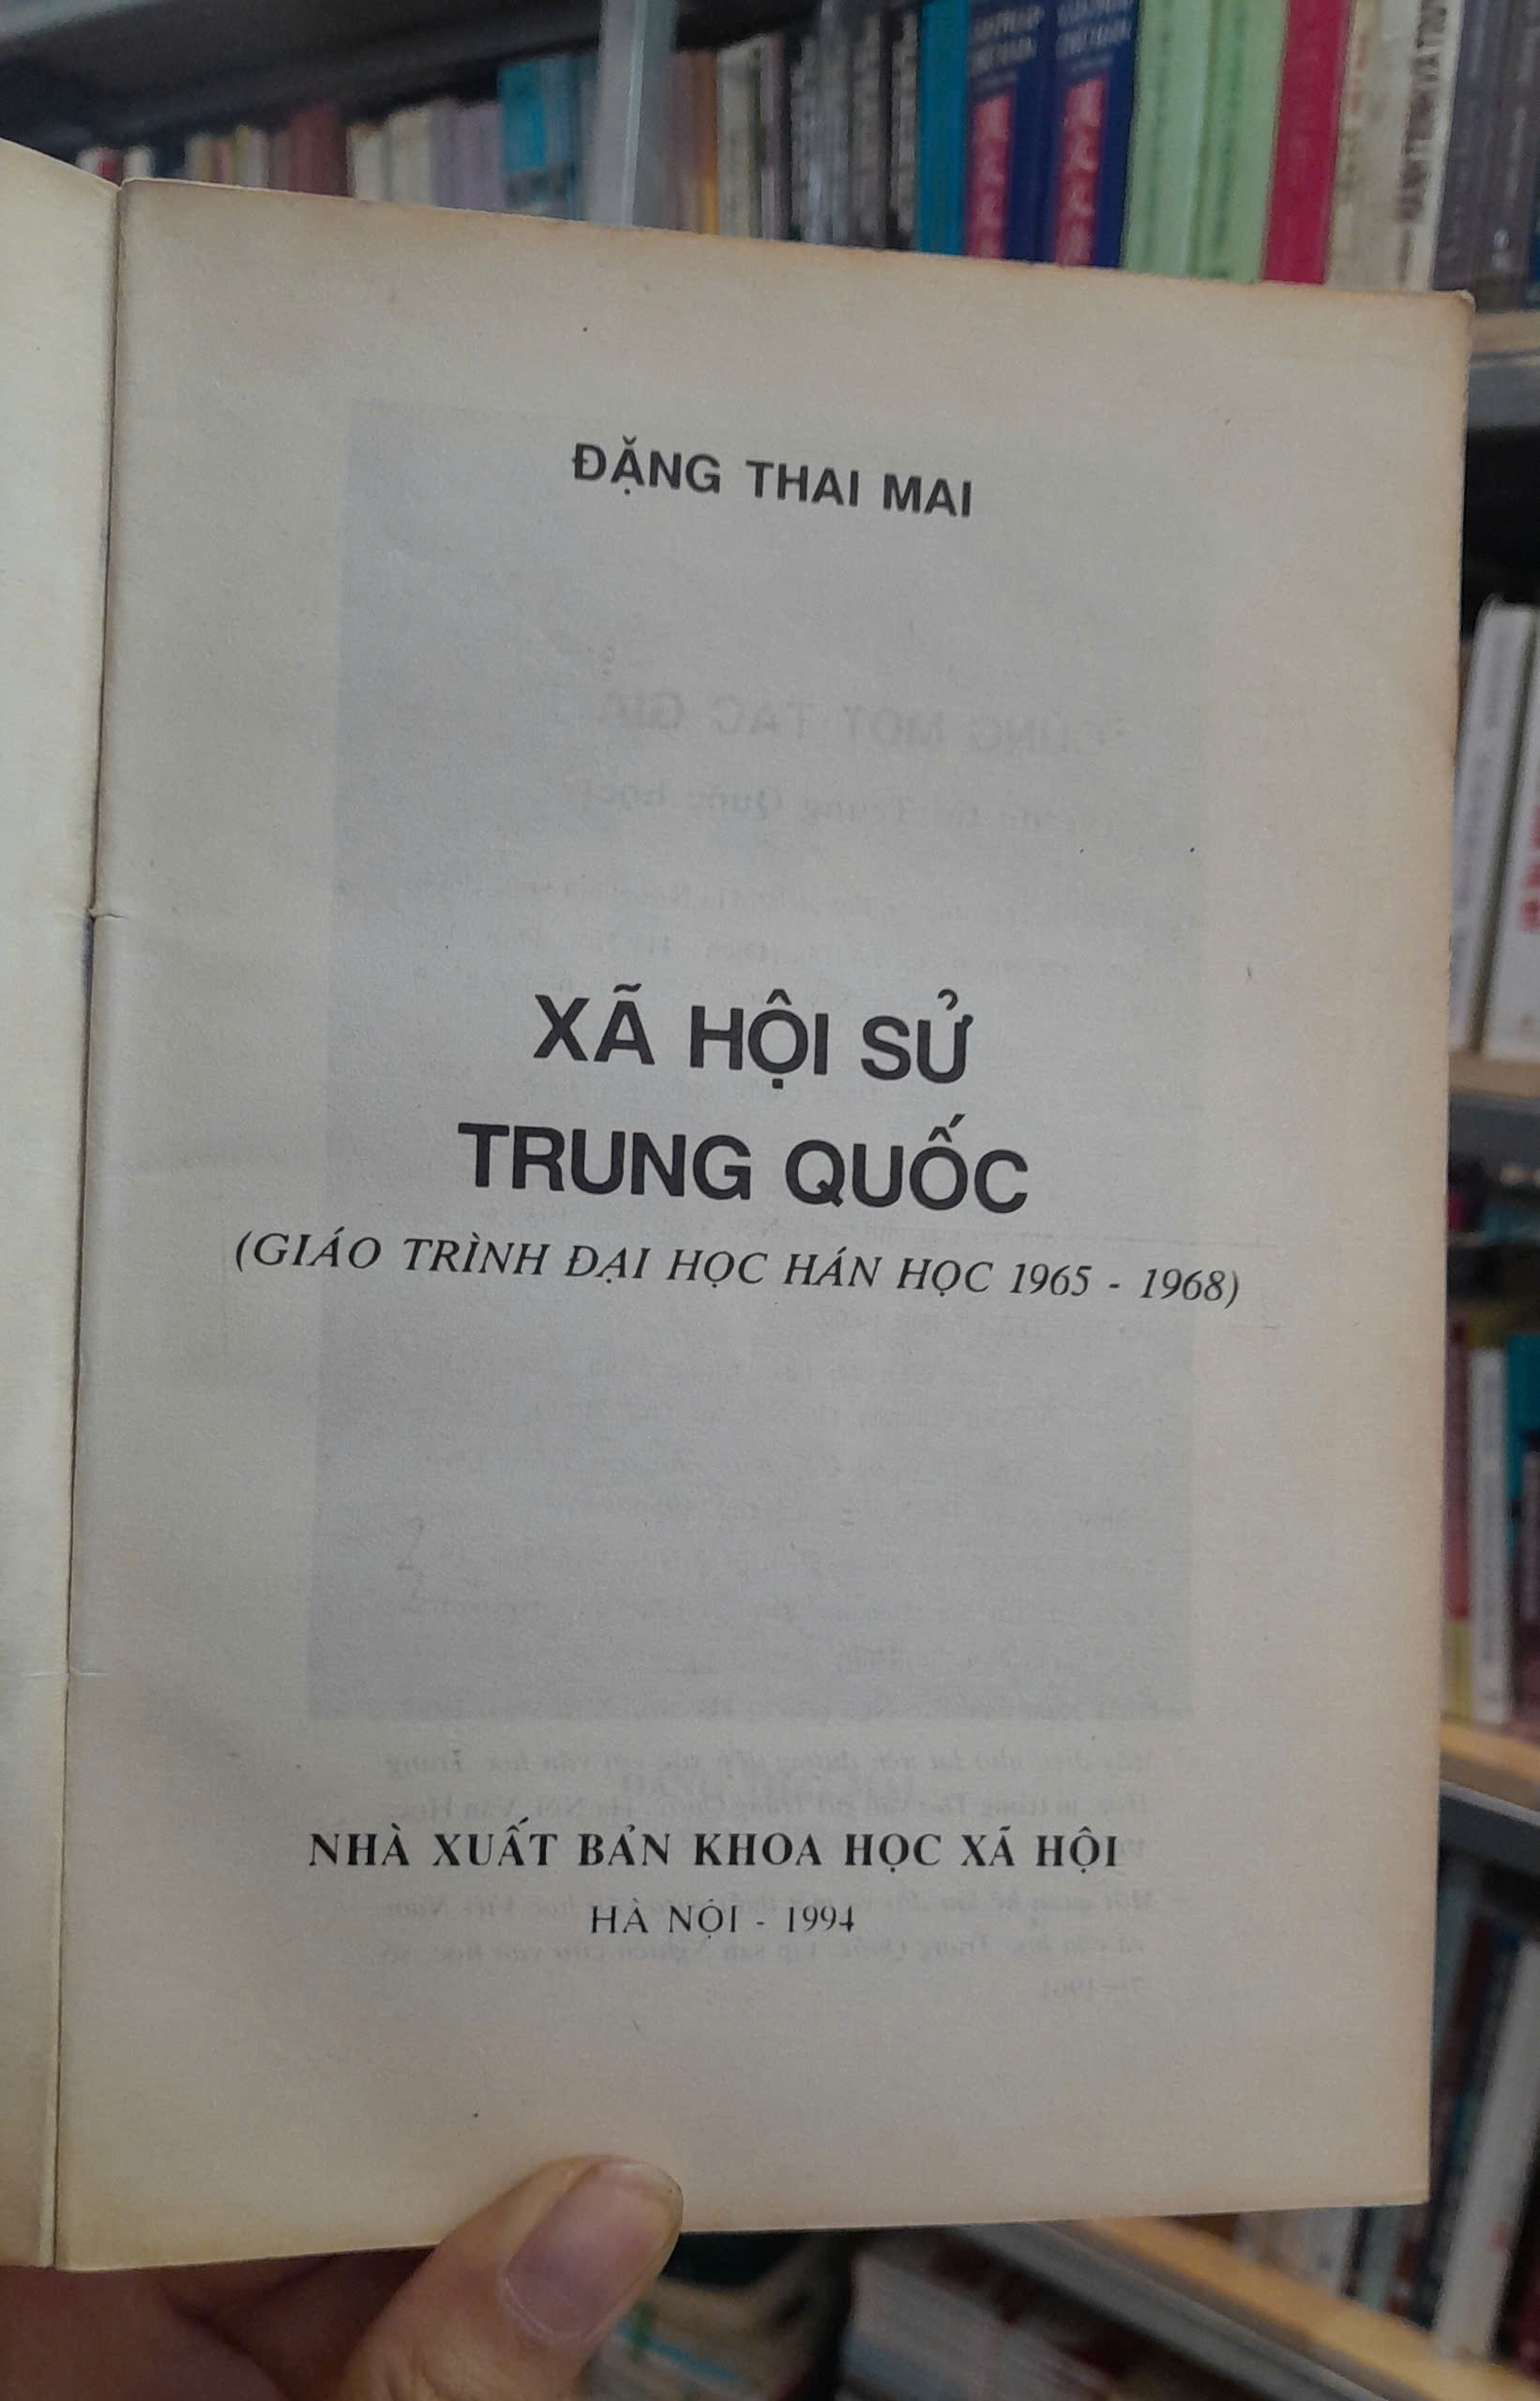 ĐẶNG THAI MAI
XÃ HỘI SỬ
TRUNG QUỐC
(GIÁO TRÌNH ĐẠI HỌC HÁN HỌC 1965 - 1968)
NHÀ XUẤT BẢN KHOA HỌC XÃ HỘI
HÀ NỘI - 1994